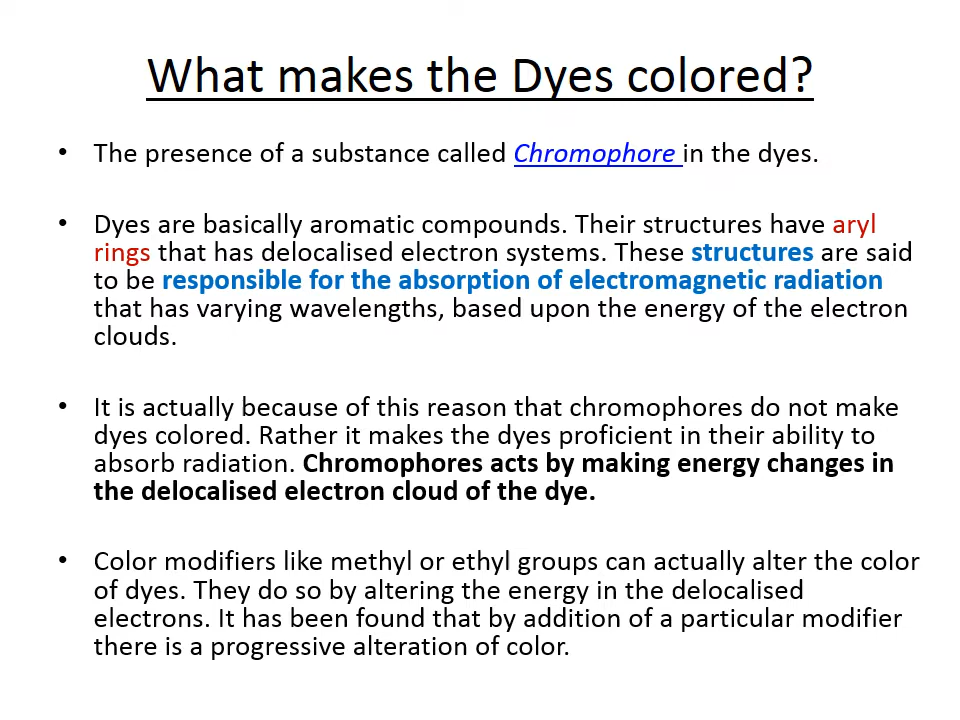 What makes the Dyes colored?
• The presence of a substance called Chromophore in the dyes.
• Dyes are basically aromatic compounds. Their structures have aryl
rings that has delocalised electron systems. These structures are said
to be responsible for the absorption of electromagnetic radiation
that has varying wavelengths, based upon the energy of the electron
clouds.
• It is actually because of this reason that chromophores do not make
dyes colored. Rather it makes the dyes proficient in their ability to
absorb radiation. Chromophores acts by making energy changes in
the delocalised electron cloud of the dye.
• Color modifiers like methyl or ethyl groups can actually alter the color
of dyes. They do so by altering the energy in the delocalised
electrons. It has been found that by addition of a particular modifier
there is a progressive alteration of color.